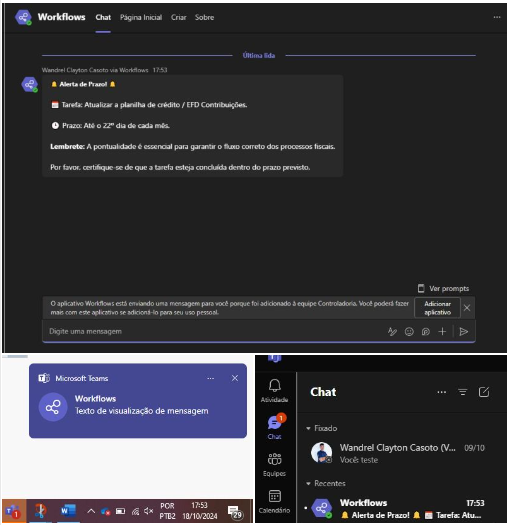 Workflows Chat Página Inicial Criar Sobre
Última lida
Wandrel Clayton Casoto via Workflows 17:53
🔔 Alerta de Prazo! 🔔
📅 Tarefa: Atualizar a planilha de crédito / EFD Contribuições.
🕒 Prazo: Até o 22º dia de cada mês.
Lembrete: A pontualidade é essencial para garantir o fluxo correto dos processos fiscais.
Por favor, certifique-se de que a tarefa esteja concluída dentro do prazo previsto.
Ver prompts
O aplicativo Workflows está enviando uma mensagem para você porque foi adicionado à equipe Controladoria. Você poderá fazer
mais com este aplicativo se adicioná-lo para seu uso pessoal.
Adicionar
aplicativo
Digite uma mensagem
Microsoft Teams
Workflows
Texto de visualização de mensagem
1
W
POR
PTB2
17:53
18/10/2024
29
Atividade
1
Chat
Equipes
Calendário
Chat
Fixado
Wandrel Clayton Casoto (V... 09/10
Você: teste
Recentes
Workflows 17:53
🔔 Alerta de Prazo! 🔔 📅 Tarefa: Atu...